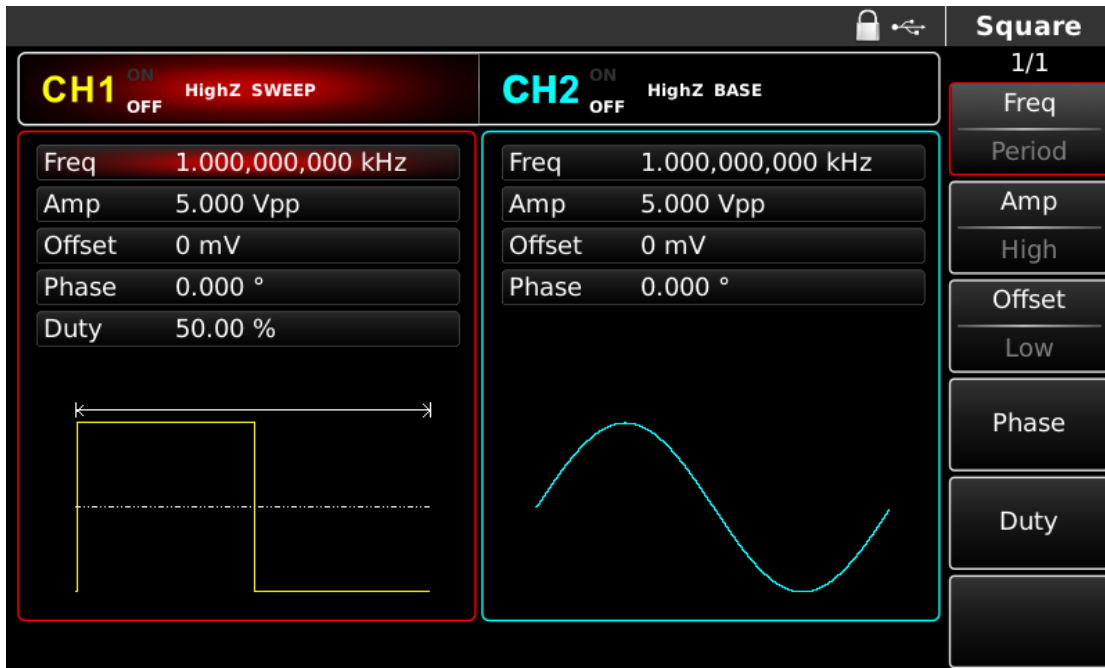 Square
1/1
CH1 ON OFF HighZ SWEEP
CH2 ON OFF HighZ BASE
Freq 1.000,000,000 kHz
Amp 5.000 Vpp
Offset 0 mV
Phase 0.000 °
Duty 50.00 %
Freq 1.000,000,000 kHz
Amp 5.000 Vpp
Offset 0 mV
Phase 0.000 °
Freq
Period
Amp
High
Offset
Low
Phase
Duty